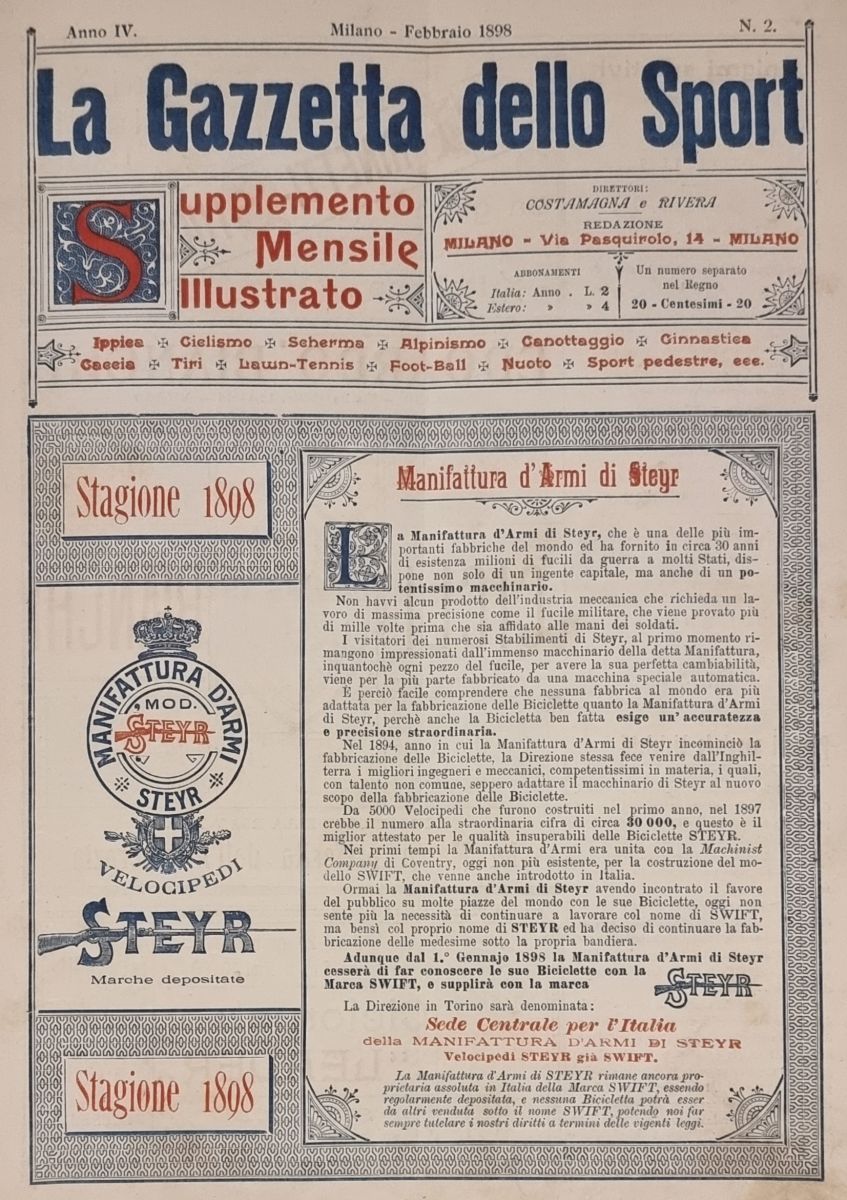 Anno IV.
Milano - Febbraio 1898
N. 2.
La Gazzetta dello Sport
Supplemento
Mensile
Illustrato
DIRETTORI:
COSTAMAGNA e RIVERA
REDAZIONE
MILANO - Via Pasquirolo, 14 - MILANO
ABBONAMENTI
Italia: Anno . L. 2
Estero: » » 4
Un numero separato
nel Regno
20 - Centesimi - 20
Ippica ✠ Ciclismo ✠ Scherma ✠ Alpinismo ✠ Canottaggio ✠ Ginnastica
Caccia ✠ Tiri ✠ Lawn-Tennis ✠ Foot-Ball ✠ Nuoto ✠ Sport pedestre, ecc.
Stagione 1898
MANIFATTURA D'ARMI
MOD.
STEYR
STEYR
VELOCIPEDI
STEYR
Marche depositate
Stagione 1898
Manifattura d'Armi di Steyr
La Manifattura d'Armi di Steyr, che è una delle più im-
portanti fabbriche del mondo ed ha fornito in circa 30 anni
di esistenza milioni di fucili da guerra a molti Stati, dis-
pone non solo di un ingente capitale, ma anche di un po-
tentissimo macchinario.
Non havvi alcun prodotto dell'industria meccanica che richieda un la-
voro di massima precisione come il fucile militare, che viene provato più
di mille volte prima che sia affidato alle mani dei soldati.
I visitatori dei numerosi Stabilimenti di Steyr, al primo momento ri-
mangono impressionati dall'immenso macchinario della detta Manifattura,
inquantochè ogni pezzo del fucile, per avere la sua perfetta cambiabilità,
viene per la più parte fabbricato da una macchina speciale automatica.
È perciò facile comprendere che nessuna fabbrica al mondo era più
adattata per la fabbricazione delle Biciclette quanto la Manifattura d'Armi
di Steyr, perchè anche la Bicicletta ben fatta esige un'accuratezza
e precisione straordinaria.
Nel 1894, anno in cui la Manifattura d'Armi di Steyr incominciò la
fabbricazione delle Biciclette, la Direzione stessa fece venire dall'Inghil-
terra i migliori ingegneri e meccanici, competentissimi in materia, i quali,
con talento non comune, seppero adattare il macchinario di Steyr al nuovo
scopo della fabbricazione delle Biciclette.
Da 5000 Velocipedi che furono costruiti nel primo anno, nel 1897
crebbe il numero alla straordinaria cifra di circa 30 000, e questo è il
miglior attestato per le qualità insuperabili delle Biciclette STEYR.
Nei primi tempi la Manifattura d'Armi era unita con la Machinist
Company di Coventry, oggi non più esistente, per la costruzione del mo-
dello SWIFT, che venne anche introdotto in Italia.
Ormai la Manifattura d'Armi di Steyr avendo incontrato il favore
del pubblico su molte piazze del mondo con le sue Biciclette, oggi non
sente più la necessità di continuare a lavorare col nome di SWIFT,
ma bensì col proprio nome di STEYR ed ha deciso di continuare la fab-
bricazione delle medesime sotto la propria bandiera.
Adunque dal 1.° Gennajo 1898 la Manifattura d'Armi di Steyr
cesserà di far conoscere le sue Biciclette con la
Marca SWIFT, e supplirà con la marca
STEYR
La Direzione in Torino sarà denominata:
Sede Centrale per l'Italia
della MANIFATTURA D'ARMI DI STEYR
Velocipedi STEYR già SWIFT.
La Manifattura d'Armi di STEYR rimane ancora pro-
prietaria assoluta in Italia della Marca SWIFT, essendo
regolarmente depositata, e nessuna Bicicletta potrà esser
da altri venduta sotto il nome SWIFT, potendo noi far
sempre tutelare i nostri diritti a termini delle vigenti leggi.